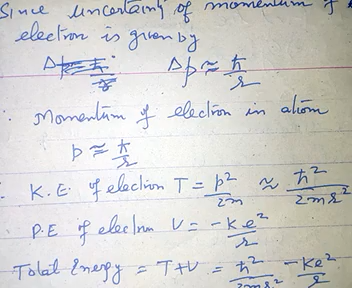 Since uncertainty of momentum of
electron is given by
Δp ≈ ħ/r
∴ Momentum of electron in atom
p ≈ ħ/r
∴ K.E. of electron T = p²/2m ≈ ħ²/2mr²
P.E of electron V = -Ke²/r
Total Energy = T+V = ħ²/2mr² - Ke²/r